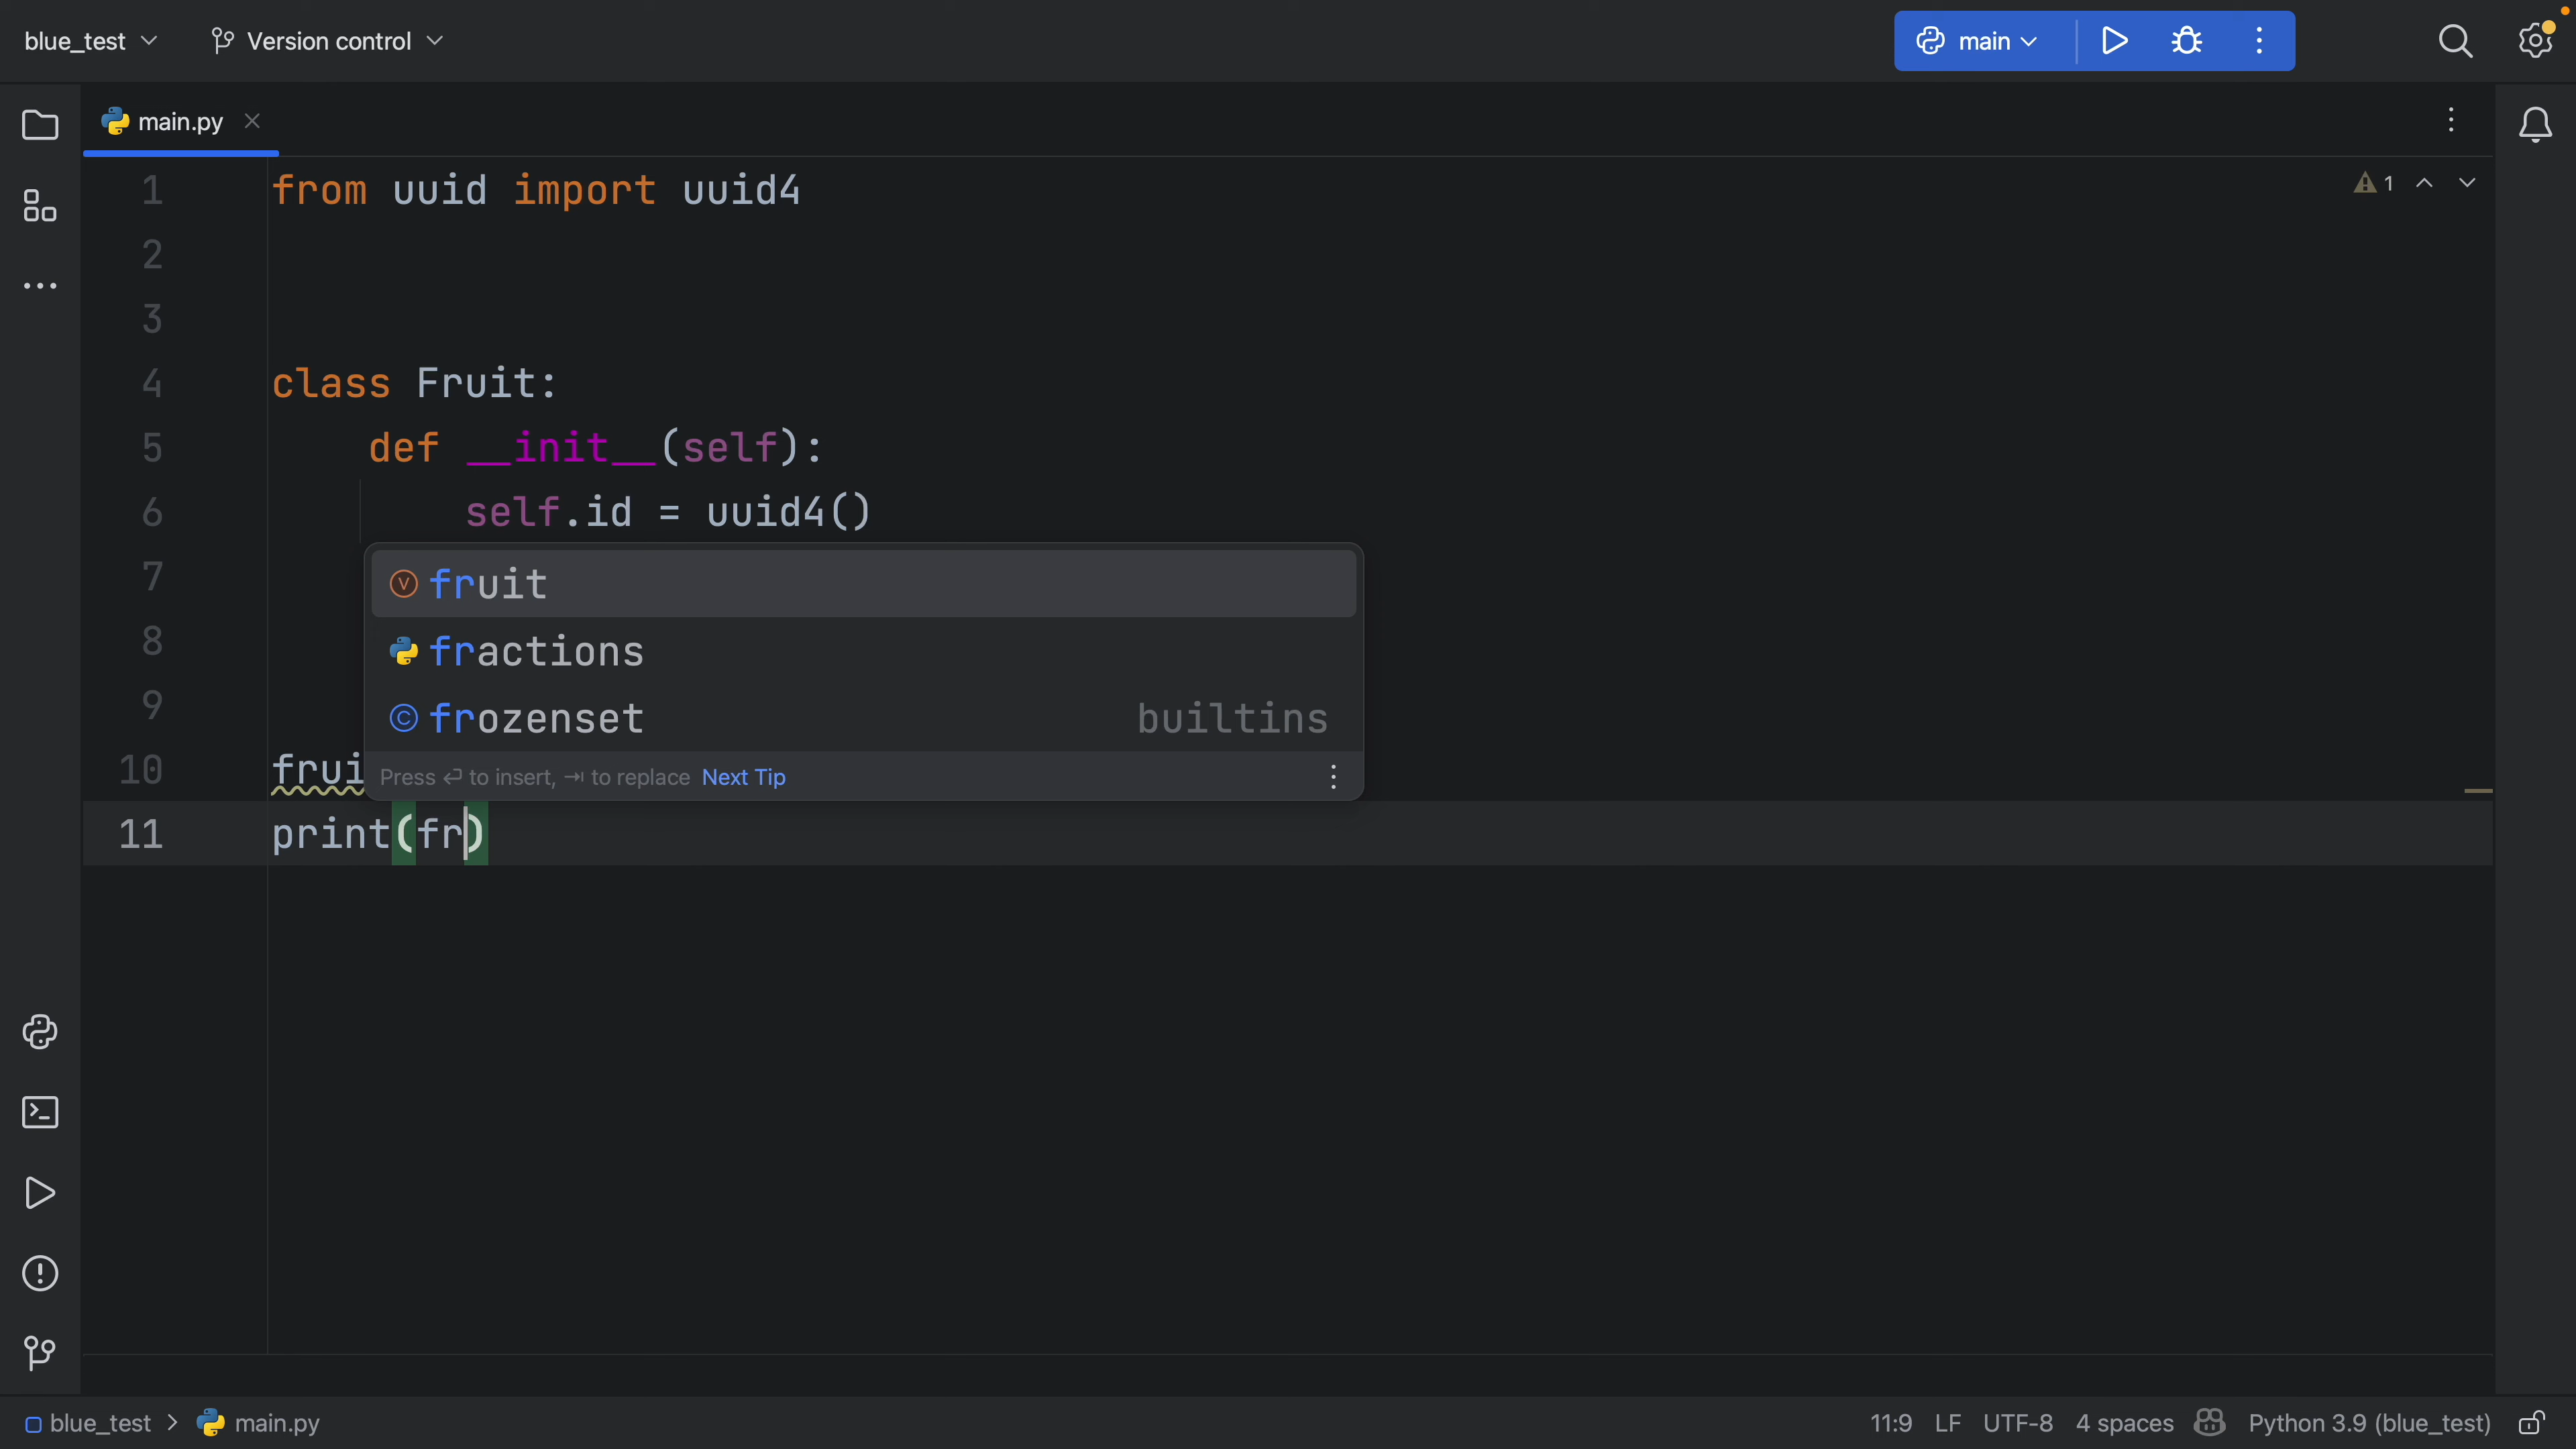 blue_test Version control main
main.py
1 from uuid import uuid4 1
2
3
4 class Fruit:
5 def __init__(self):
6 self.id = uuid4()
7 fruit
8 fractions
9 frozenset builtins
10 frui Press ⏎ to insert, ⇥ to replace Next Tip
11 print(fr)
blue_test > main.py 11:9 LF UTF-8 4 spaces Python 3.9 (blue_test)